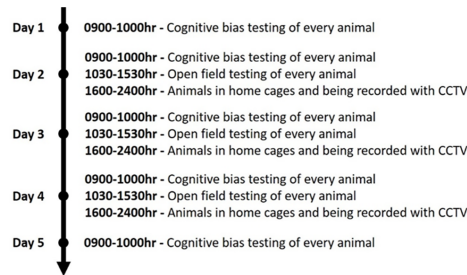 Day 1 0900-1000hr - Cognitive bias testing of every animal
0900-1000hr - Cognitive bias testing of every animal
Day 2 1030-1530hr - Open field testing of every animal
1600-2400hr - Animals in home cages and being recorded with CCTV
0900-1000hr - Cognitive bias testing of every animal
Day 3 1030-1530hr - Open field testing of every animal
1600-2400hr - Animals in home cages and being recorded with CCTV
0900-1000hr - Cognitive bias testing of every animal
Day 4 1030-1530hr - Open field testing of every animal
1600-2400hr - Animals in home cages and being recorded with CCTV
Day 5 0900-1000hr - Cognitive bias testing of every animal